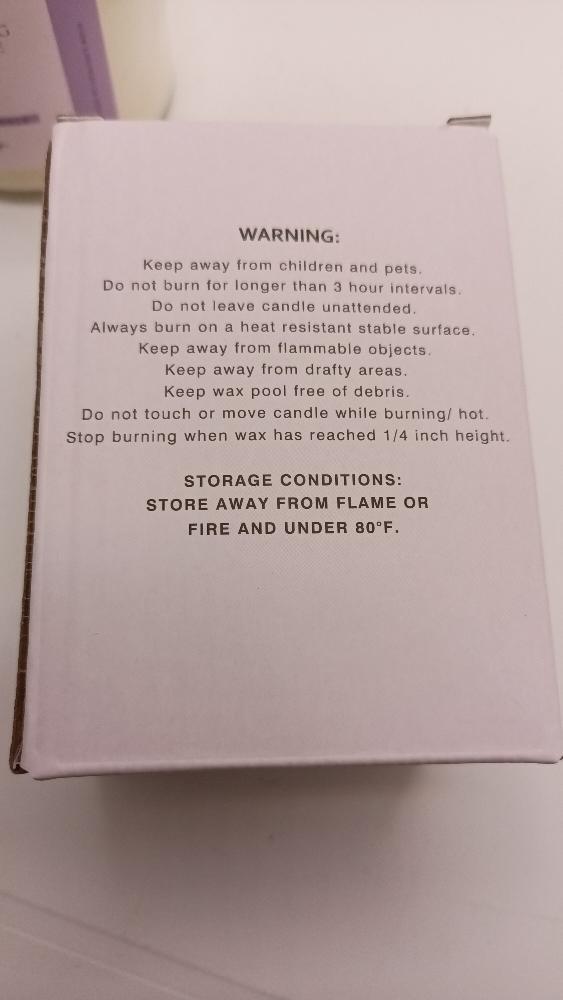 WARNING:
Keep away from children and pets.
Do not burn for longer than 3 hour intervals.
Do not leave candle unattended.
Always burn on a heat resistant stable surface.
Keep away from flammable objects.
Keep away from drafty areas.
Keep wax pool free of debris.
Do not touch or move candle while burning/ hot.
Stop burning when wax has reached 1/4 inch height.
STORAGE CONDITIONS:
STORE AWAY FROM FLAME OR
FIRE AND UNDER 80°F.